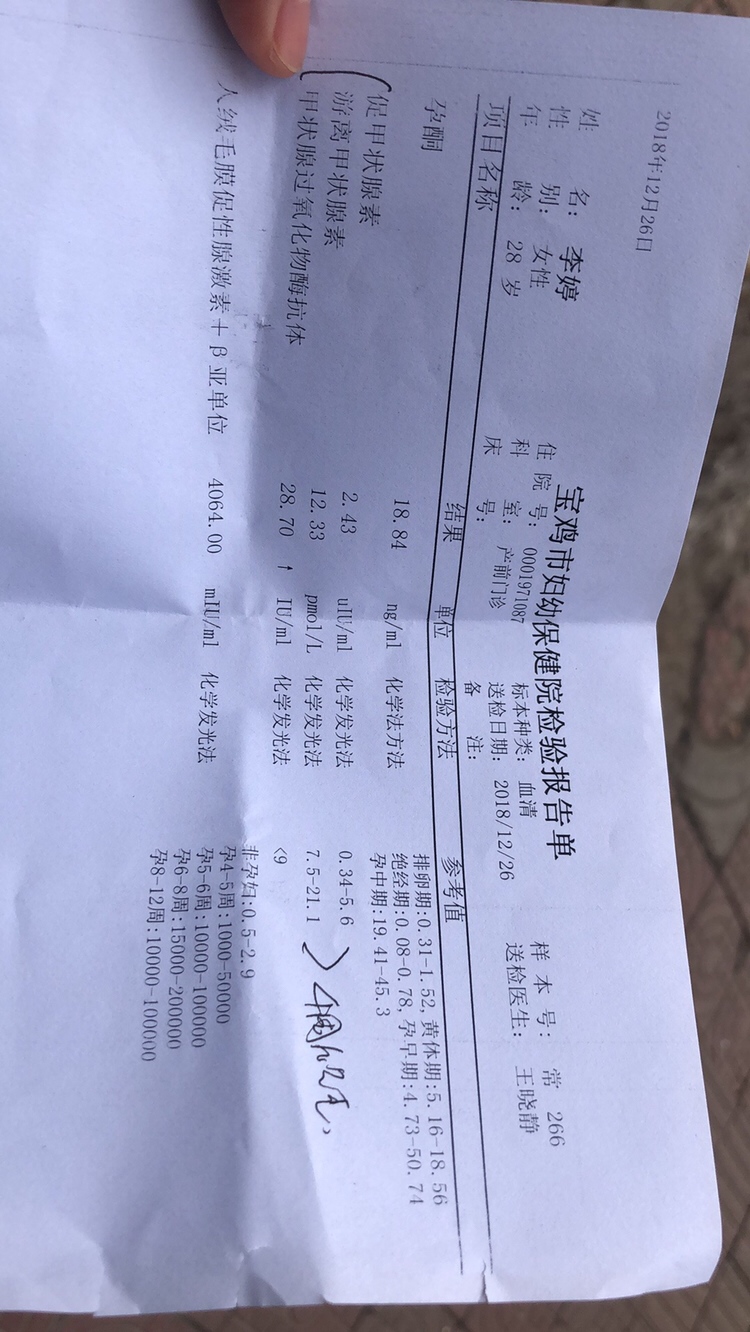 2018年12月26日
宝鸡市妇幼保健院检验报告单
姓 名: 李婷 住 院 号: 0001971087 标本种类: 血清 样 本 号: 常 266
性 别: 女性 科 室: 产前门诊 送检日期: 2018/12/26 送检医生: 王晓静
年 龄: 28 岁 床 号: 备 注:
项目名称 结果 单位 检验方法 参考值
孕酮 18.84 ng/ml 化学法方法 排卵期:0.31-1.52, 黄体期:5.16-18.56
绝经期:0.08-0.78, 孕早期:4.73-50.74
孕中期:19.41-45.3
促甲状腺素 2.43 uIU/ml 化学发光法 0.34-5.6
游离甲状腺素 12.33 pmol/L 化学发光法 7.5-21.1
甲状腺过氧化物酶抗体 28.70 ↑ IU/ml 化学发光法 <9
4周
人绒毛膜促性腺激素+β亚单位 4064.00 mIU/ml 化学发光法 非孕妇:0.5-2.9
孕4-5周:1000-50000
孕5-6周:10000-100000
孕6-8周:15000-200000
孕8-12周:10000-100000